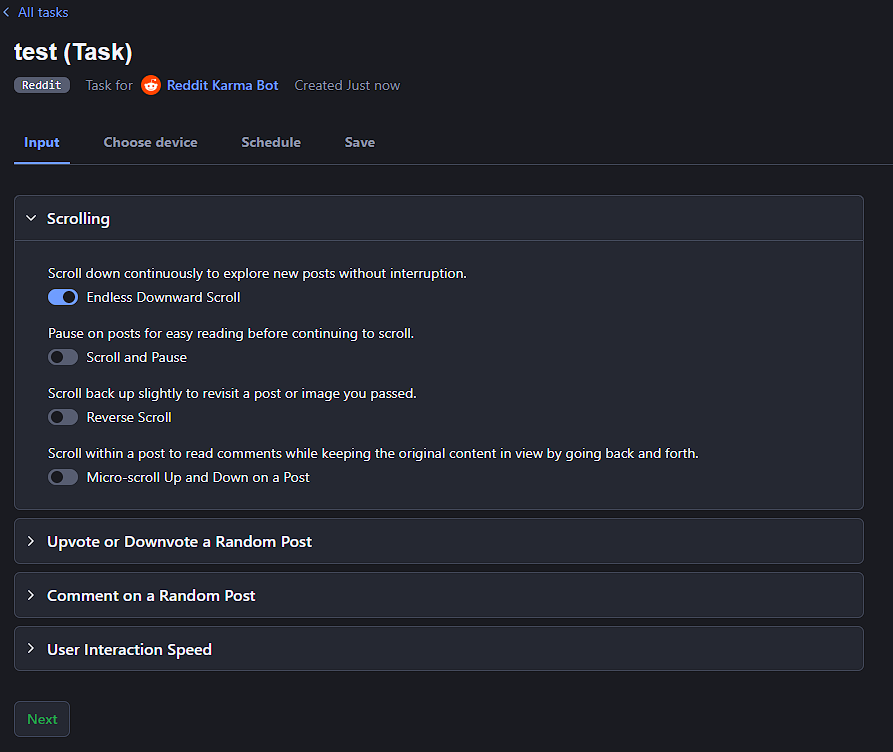 All tasks
test (Task)
Reddit Task for Reddit Karma Bot Created Just now
Input Choose device Schedule Save
Scrolling
Scroll down continuously to explore new posts without interruption.
Endless Downward Scroll
Pause on posts for easy reading before continuing to scroll.
Scroll and Pause
Scroll back up slightly to revisit a post or image you passed.
Reverse Scroll
Scroll within a post to read comments while keeping the original content in view by going back and forth.
Micro-scroll Up and Down on a Post
Upvote or Downvote a Random Post
Comment on a Random Post
User Interaction Speed
Next